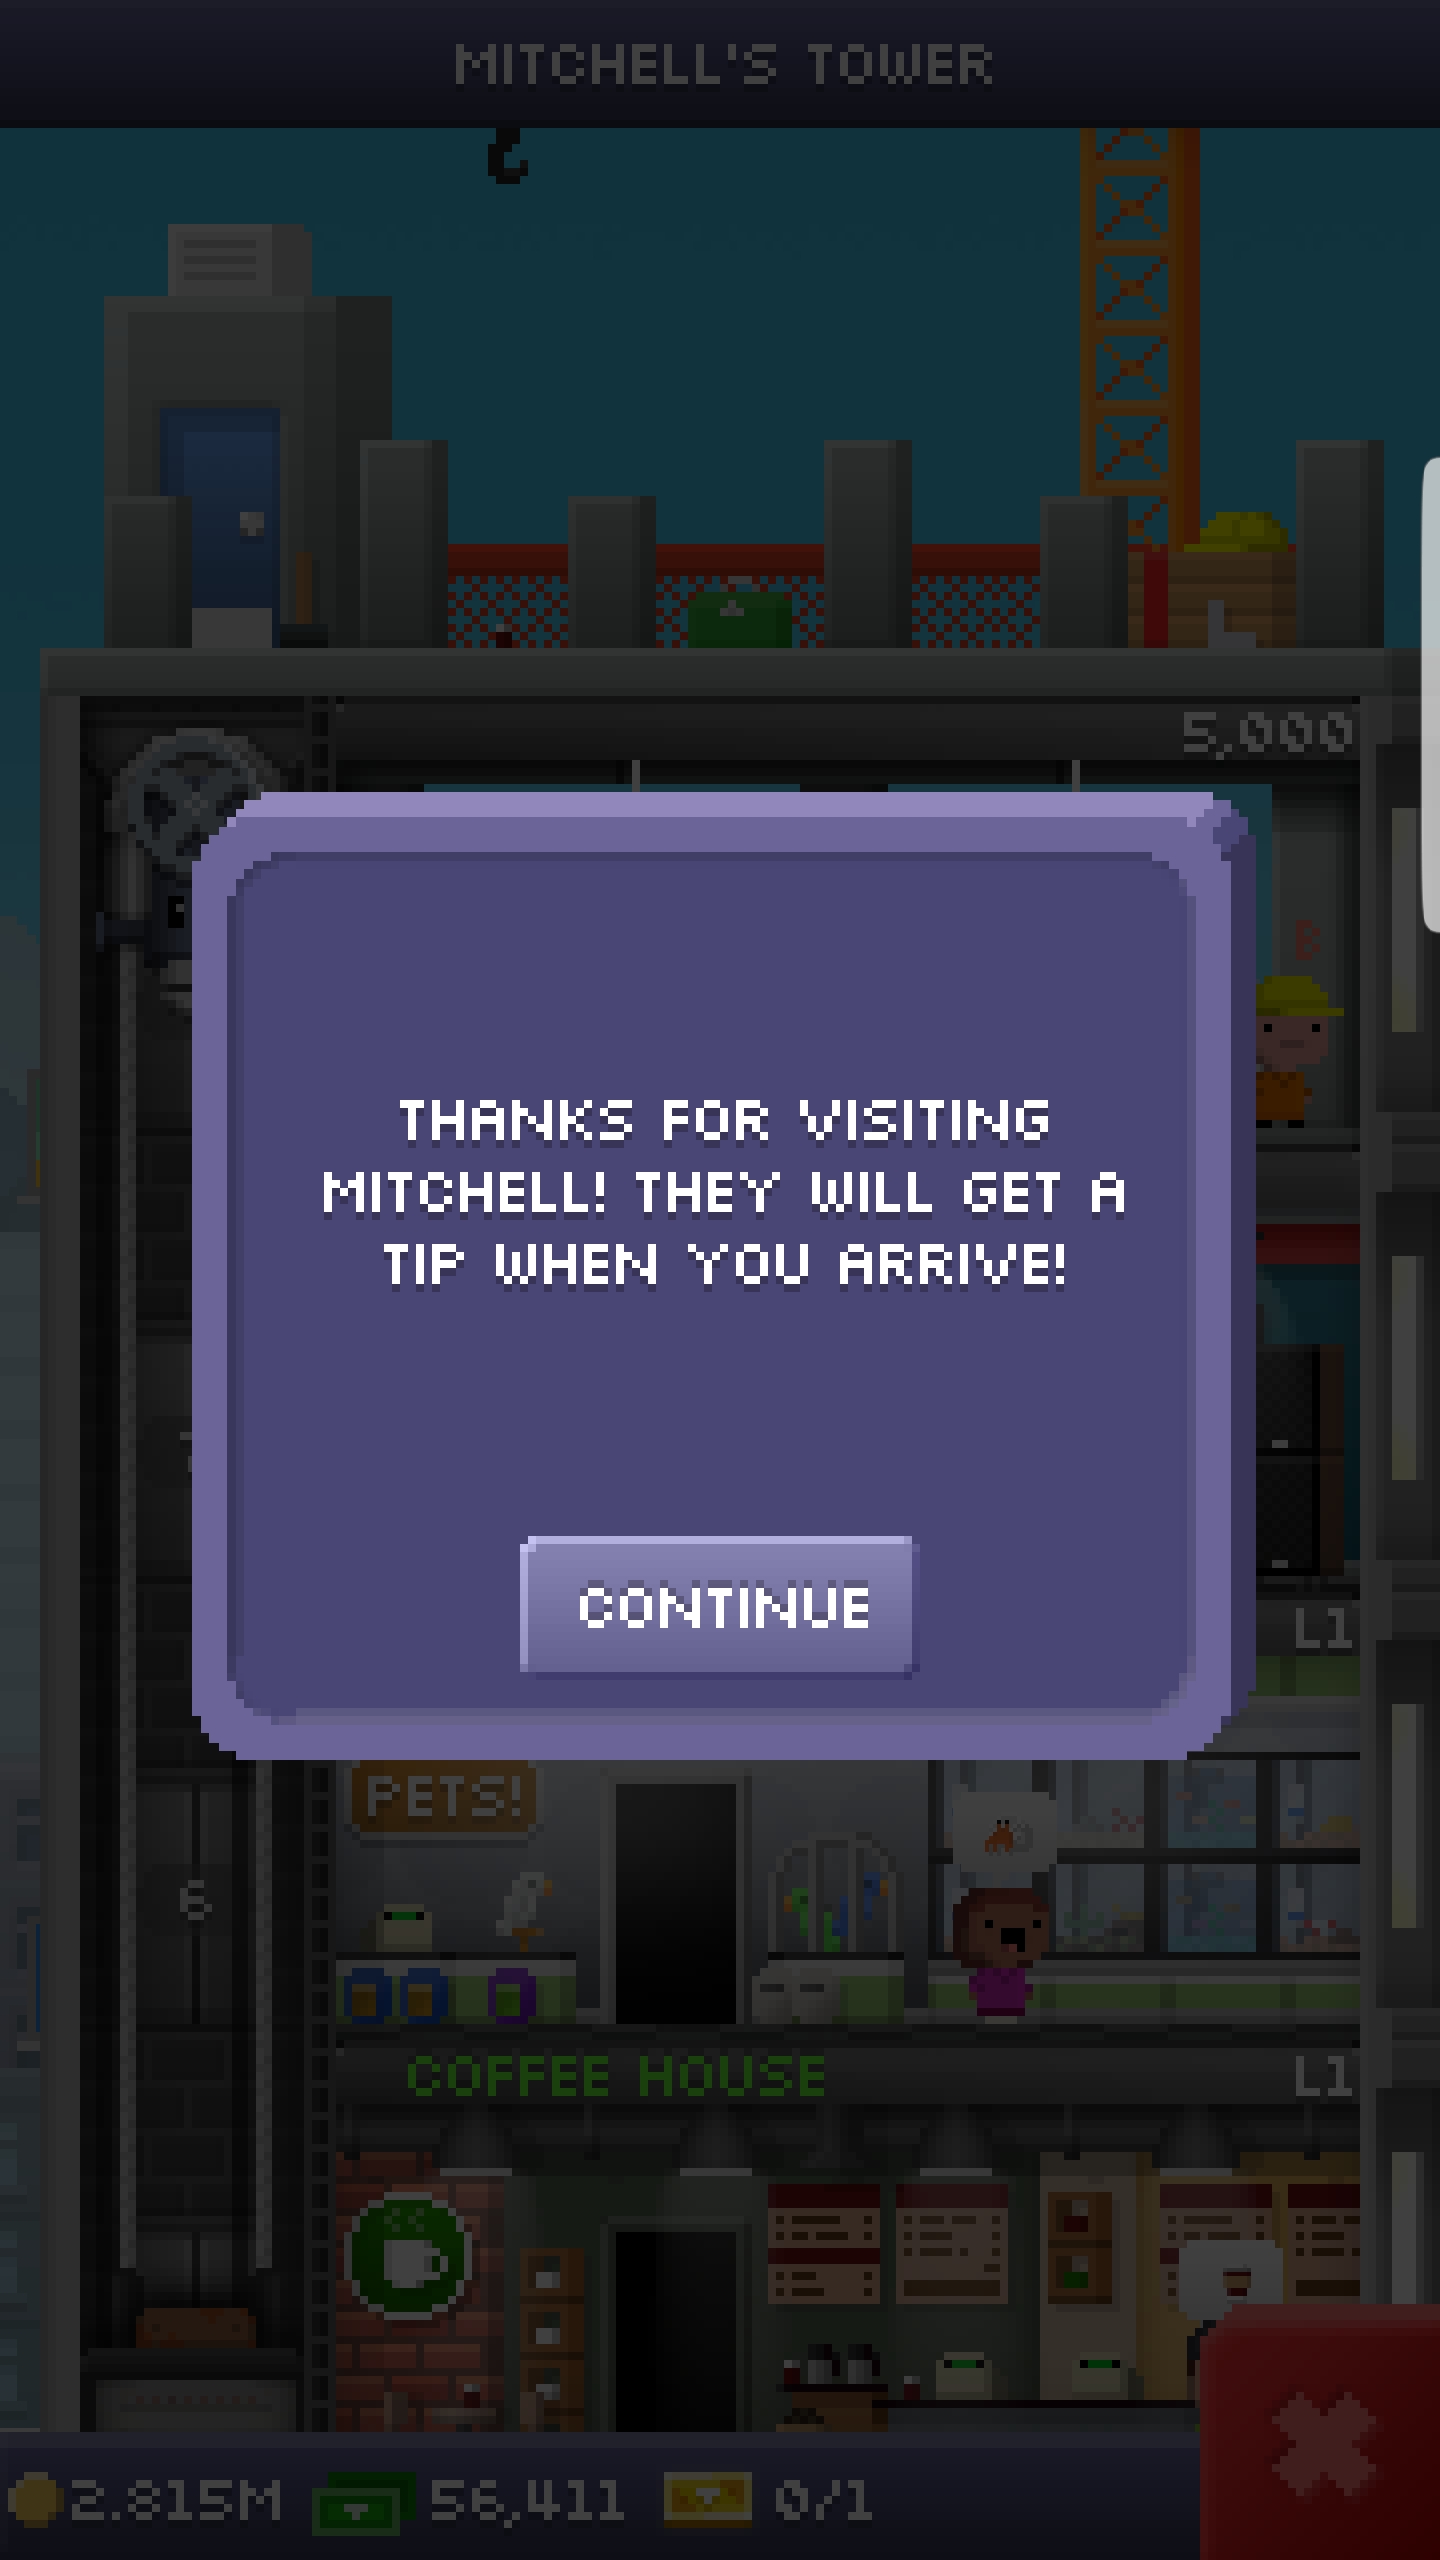 MITCHELL'S TOWER
5,000
B
THANKS FOR VISITING
MITCHELL! THEY WILL GET A
TIP WHEN YOU ARRIVE!
CONTINUE
L1
PETS!
6
COFFEE HOUSE
L1
2.815M 56,411 0/1